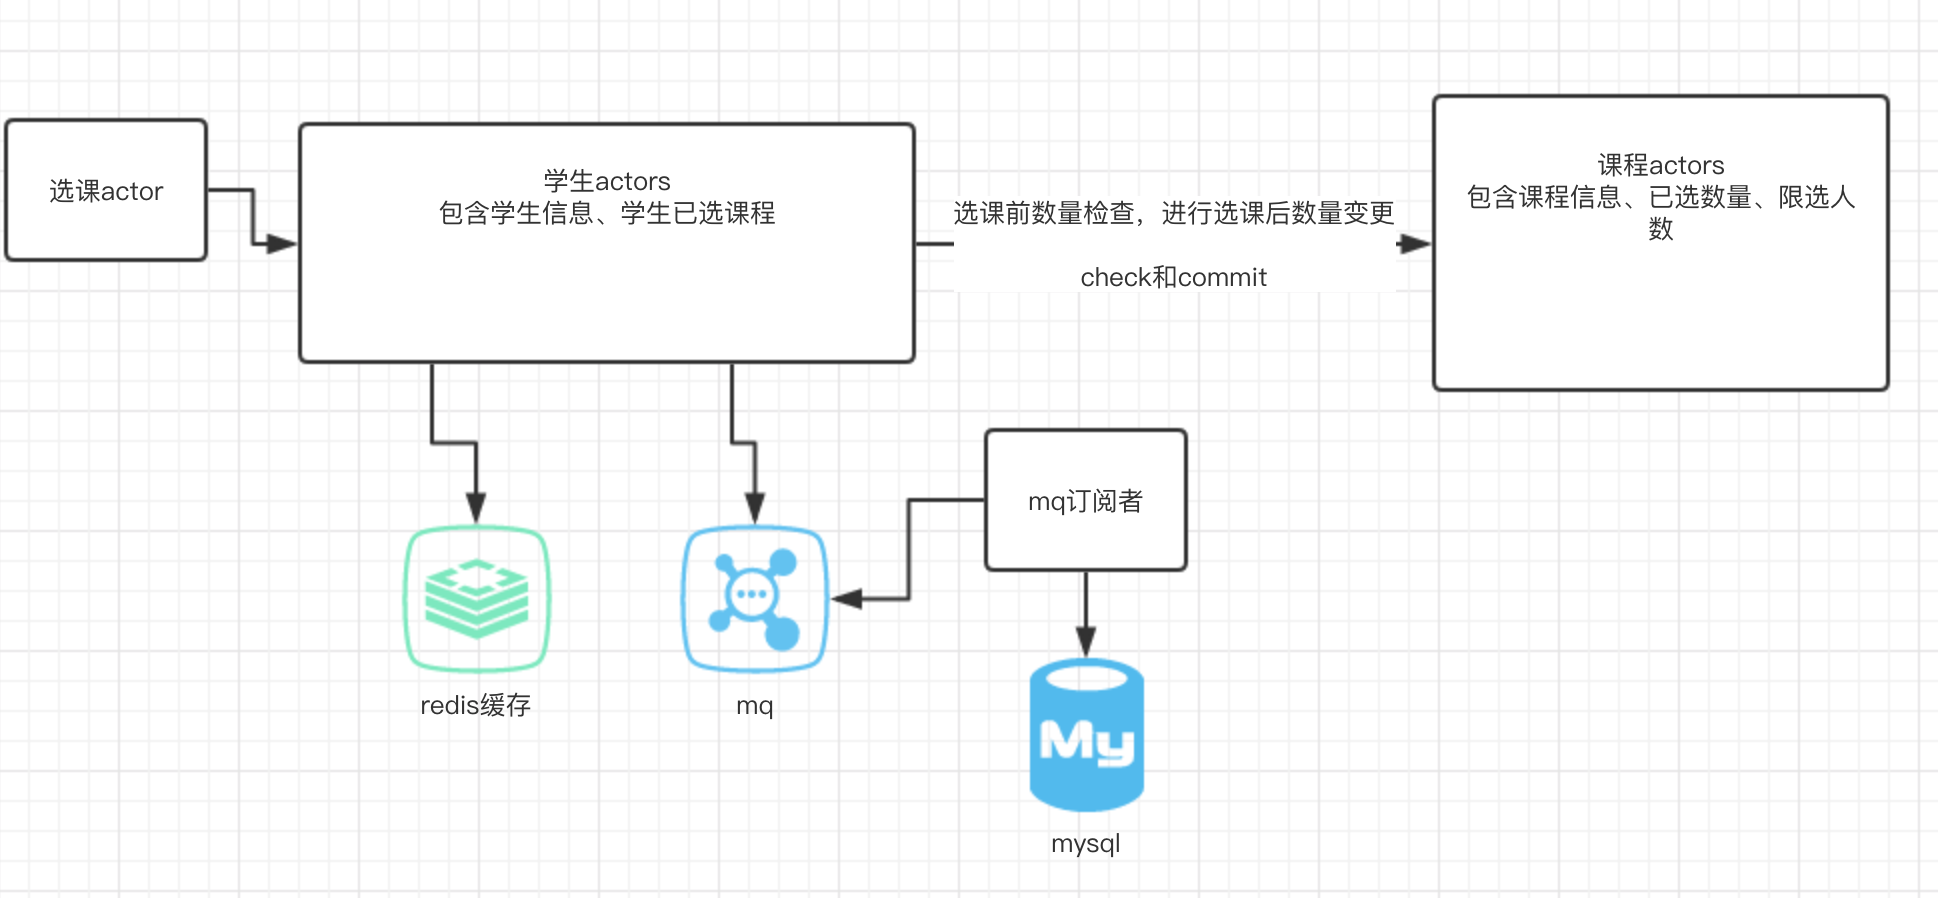 选课actor
学生actors
包含学生信息、学生已选课程
选课前数量检查，进行选课后数量变更
check和commit
课程actors
包含课程信息、已选数量、限选人
数
mq订阅者
redis缓存
mq
My
mysql